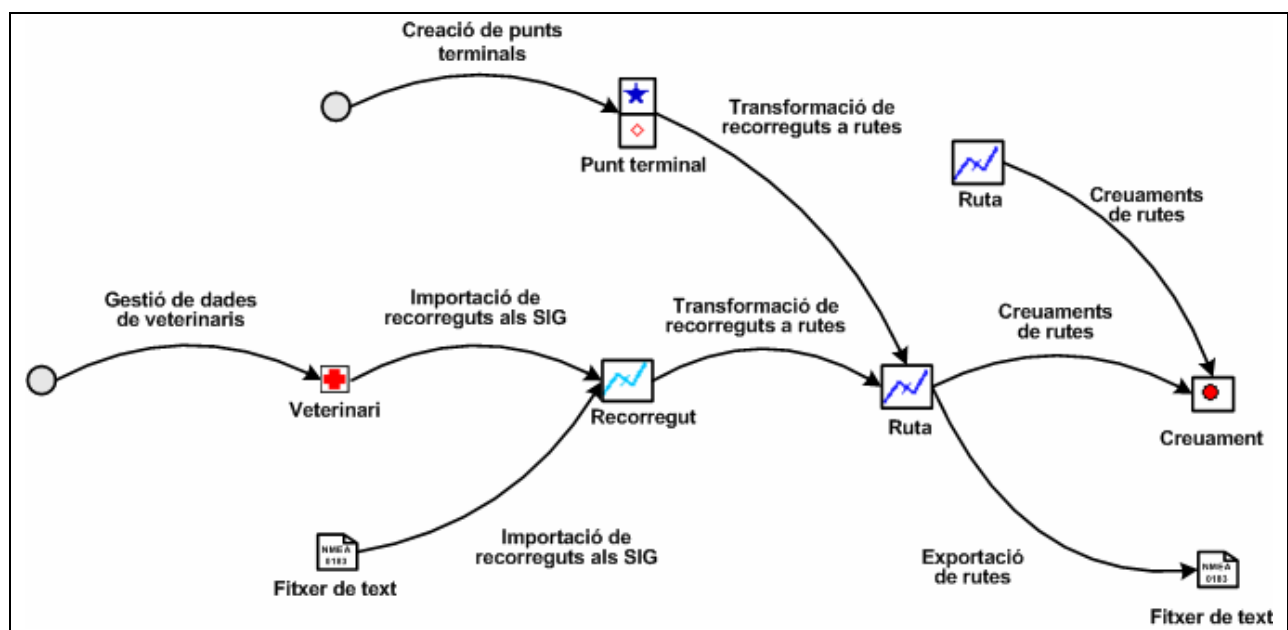 Creació de punts
terminals
Punt terminal
Transformació de
recorreguts a rutes
Ruta
Creuaments
de rutes
Gestió de dades
de veterinaris
Veterinari
Importació de
recorreguts als SIG
Recorregut
Transformació de
recorreguts a rutes
Ruta
Creuaments
de rutes
Creuament
NMEA
0183
Fitxer de text
Importació de
recorreguts als SIG
Exportació
de rutes
NMEA
0183
Fitxer de text